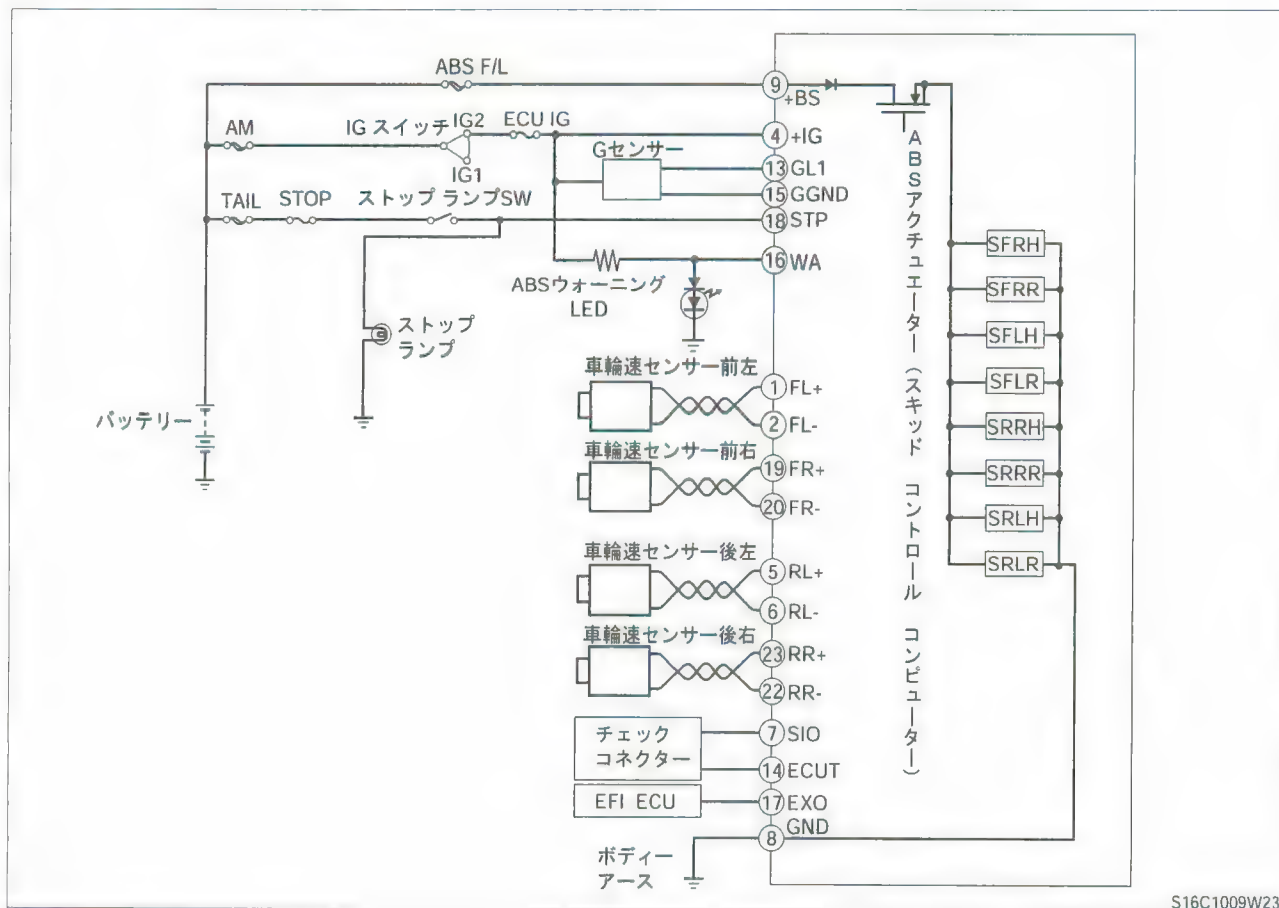 ABS F/L
9
+BS
AM
IG スイッチ
IG2
ECU IG
4
+IG
IG1
Gセンサー
13
GL1
15
GGND
TAIL
STOP
ストップ ランプSW
18
STP
16
WA
ABSウォーニング
LED
ストップ
ランプ
バッテリー
車輪速センサー前左
1
FL+
2
FL-
車輪速センサー前右
19
FR+
20
FR-
車輪速センサー後左
5
RL+
6
RL-
車輪速センサー後右
23
RR+
22
RR-
チェック
コネクター
7
SIO
14
ECUT
EFI ECU
17
EXO
GND
8
ボディー
アース
ABSアクチュエーター(スキッド コントロール コンピューター)
SFRH
SFRR
SFLH
SFLR
SRRH
SRRR
SRLH
SRLR
S16C1009W23